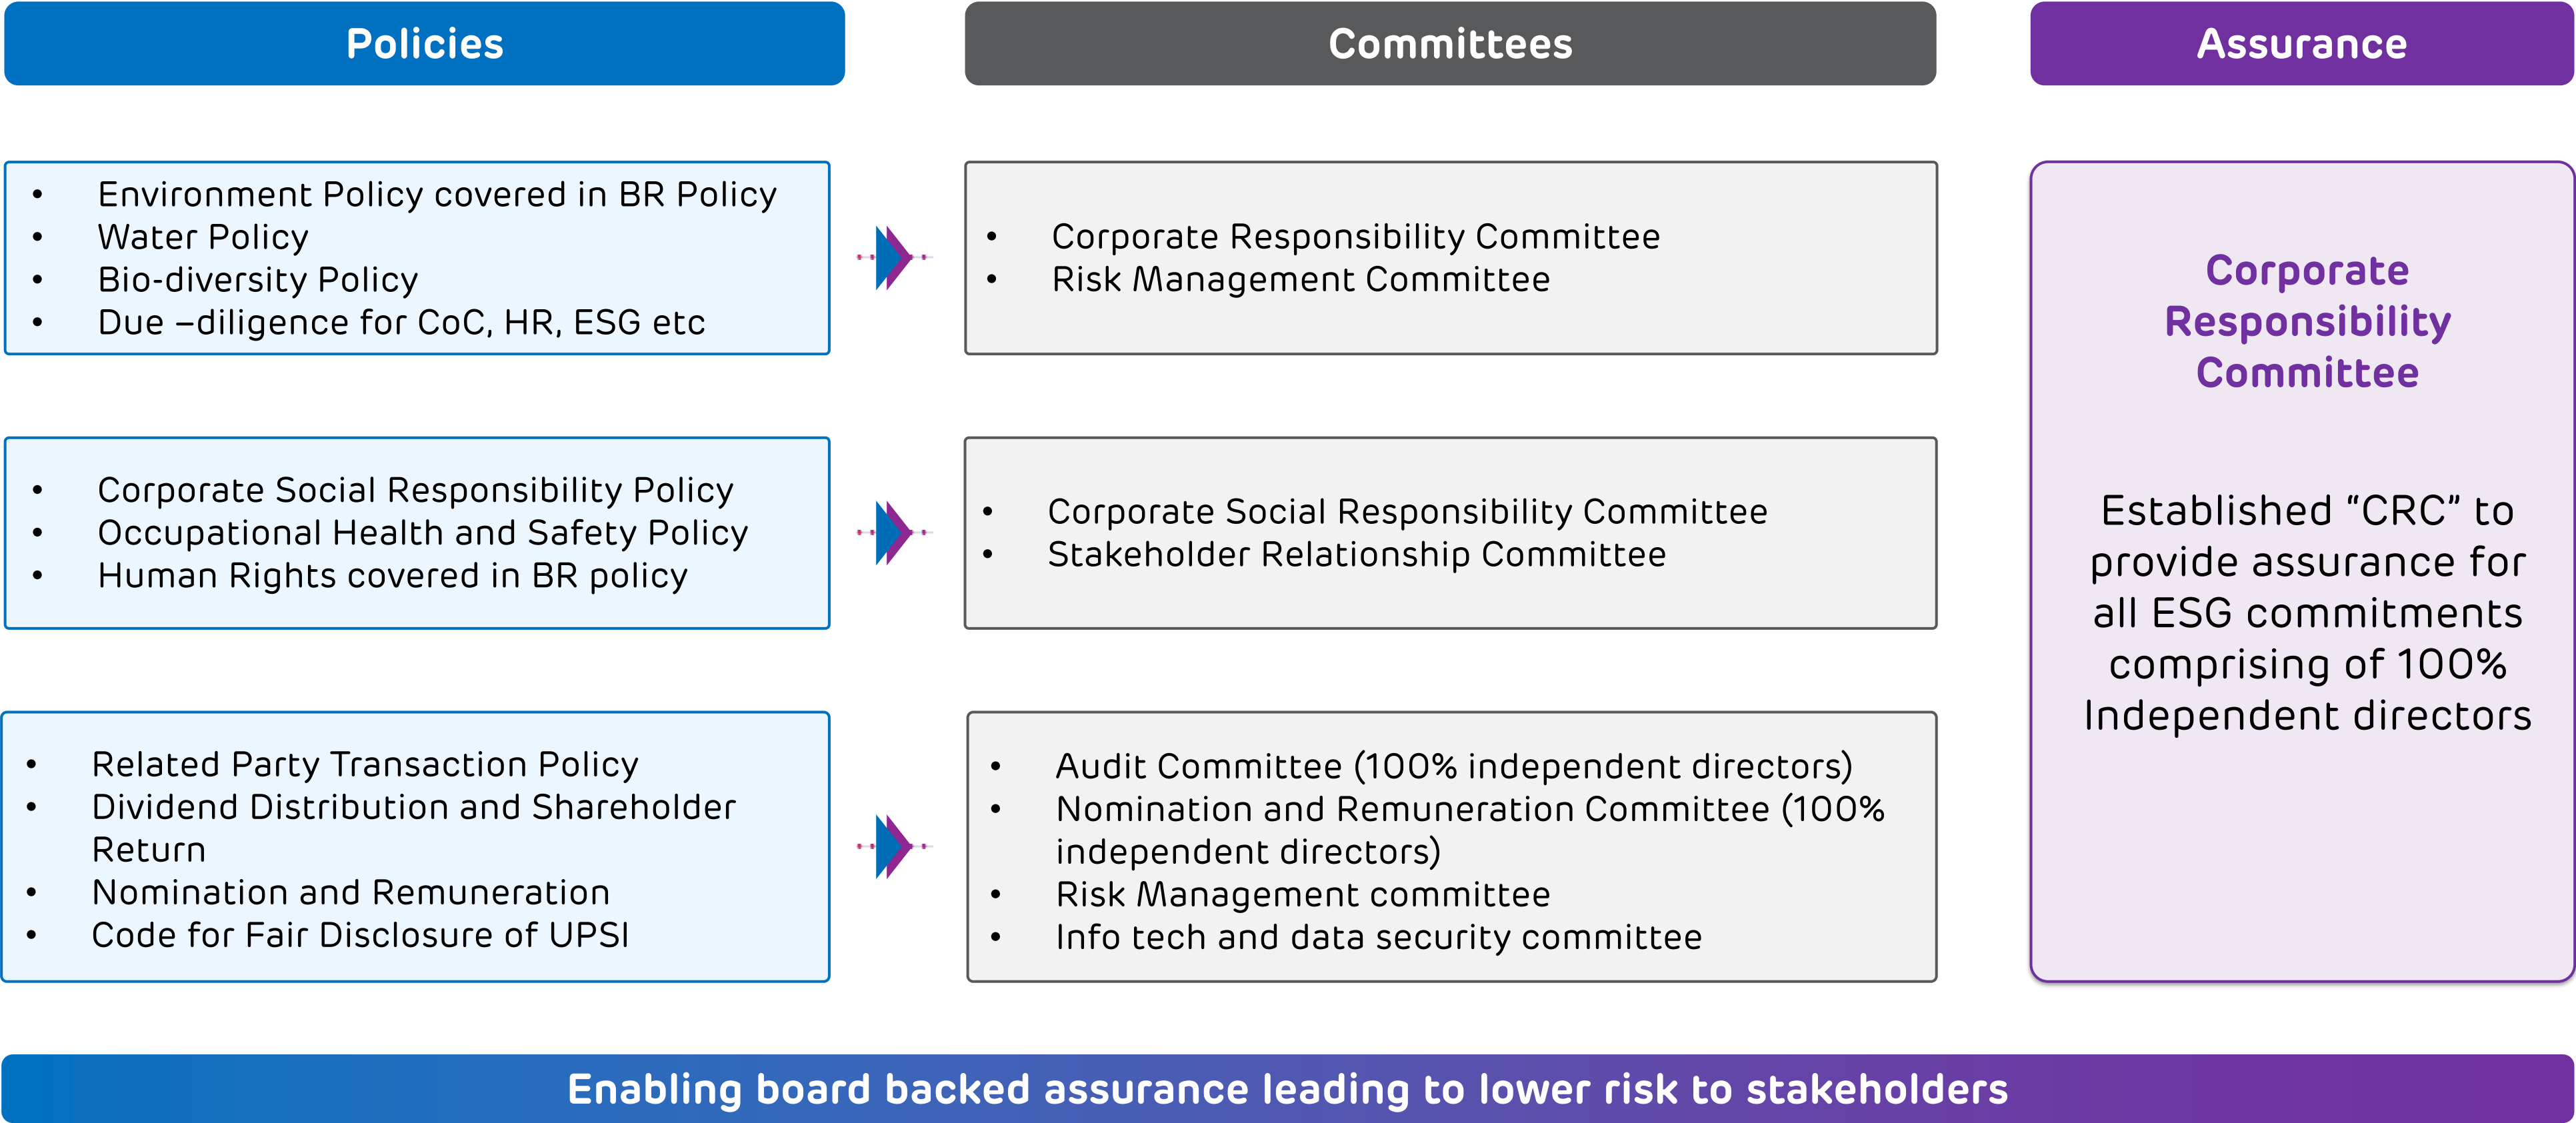 Policies
Committees
Assurance
• Environment Policy covered in BR Policy
• Water Policy
• Bio-diversity Policy
• Due –diligence for CoC, HR, ESG etc
• Corporate Responsibility Committee
• Risk Management Committee
• Corporate Social Responsibility Policy
• Occupational Health and Safety Policy
• Human Rights covered in BR policy
• Corporate Social Responsibility Committee
• Stakeholder Relationship Committee
• Related Party Transaction Policy
• Dividend Distribution and Shareholder
Return
• Nomination and Remuneration
• Code for Fair Disclosure of UPSI
• Audit Committee (100% independent directors)
• Nomination and Remuneration Committee (100%
independent directors)
• Risk Management committee
• Info tech and data security committee
Corporate
Responsibility
Committee
Established “CRC” to
provide assurance for
all ESG commitments
comprising of 100%
Independent directors
Enabling board backed assurance leading to lower risk to stakeholders